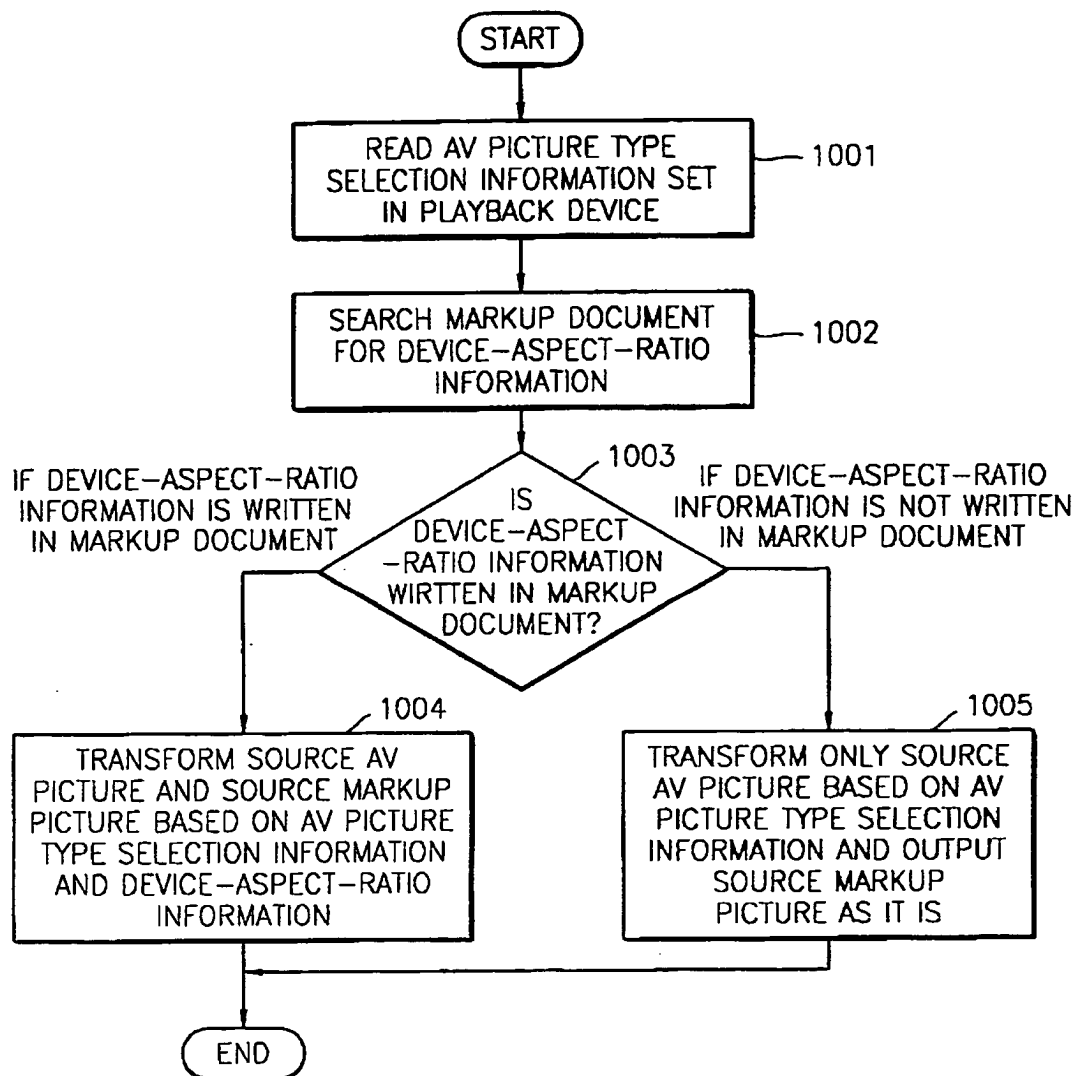 START
READ AV PICTURE TYPE
SELECTION INFORMATION SET
IN PLAYBACK DEVICE
1001
SEARCH MARKUP DOCUMENT
FOR DEVICE-ASPECT-RATIO
INFORMATION
1002
1003
IF DEVICE-ASPECT-RATIO
INFORMATION IS WRITTEN
IN MARKUP DOCUMENT
IS
DEVICE-ASPECT
-RATIO INFORMATION
WIRTTEN IN MARKUP
DOCUMENT?
IF DEVICE-ASPECT-RATIO
INFORMATION IS NOT WRITTEN
IN MARKUP DOCUMENT
1004
TRANSFORM SOURCE AV
PICTURE AND SOURCE MARKUP
PICTURE BASED ON AV PICTURE
TYPE SELECTION INFORMATION
AND DEVICE-ASPECT-RATIO
INFORMATION
1005
TRANSFORM ONLY SOURCE
AV PICTURE BASED ON AV
PICTURE TYPE SELECTION
INFORMATION AND OUTPUT
SOURCE MARKUP
PICTURE AS IT IS
END